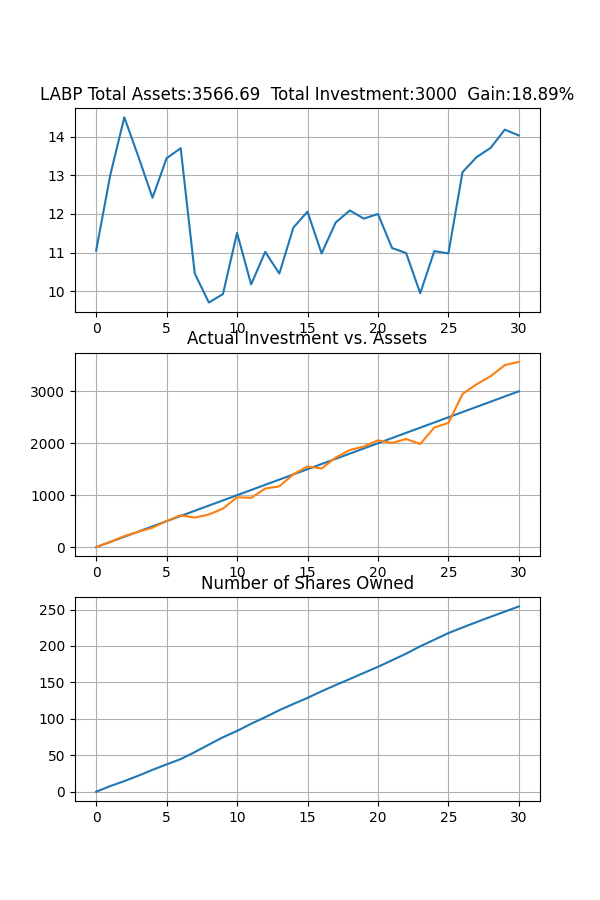 LABP Total Assets:3566.69  Total Investment:3000  Gain:18.89%
14
13
12
11
10
0 5 10 15 20 25 30
Actual Investment vs. Assets
3000
2000
1000
0
0 5 10 15 20 25 30
Number of Shares Owned
250
200
150
100
50
0
0 5 10 15 20 25 30